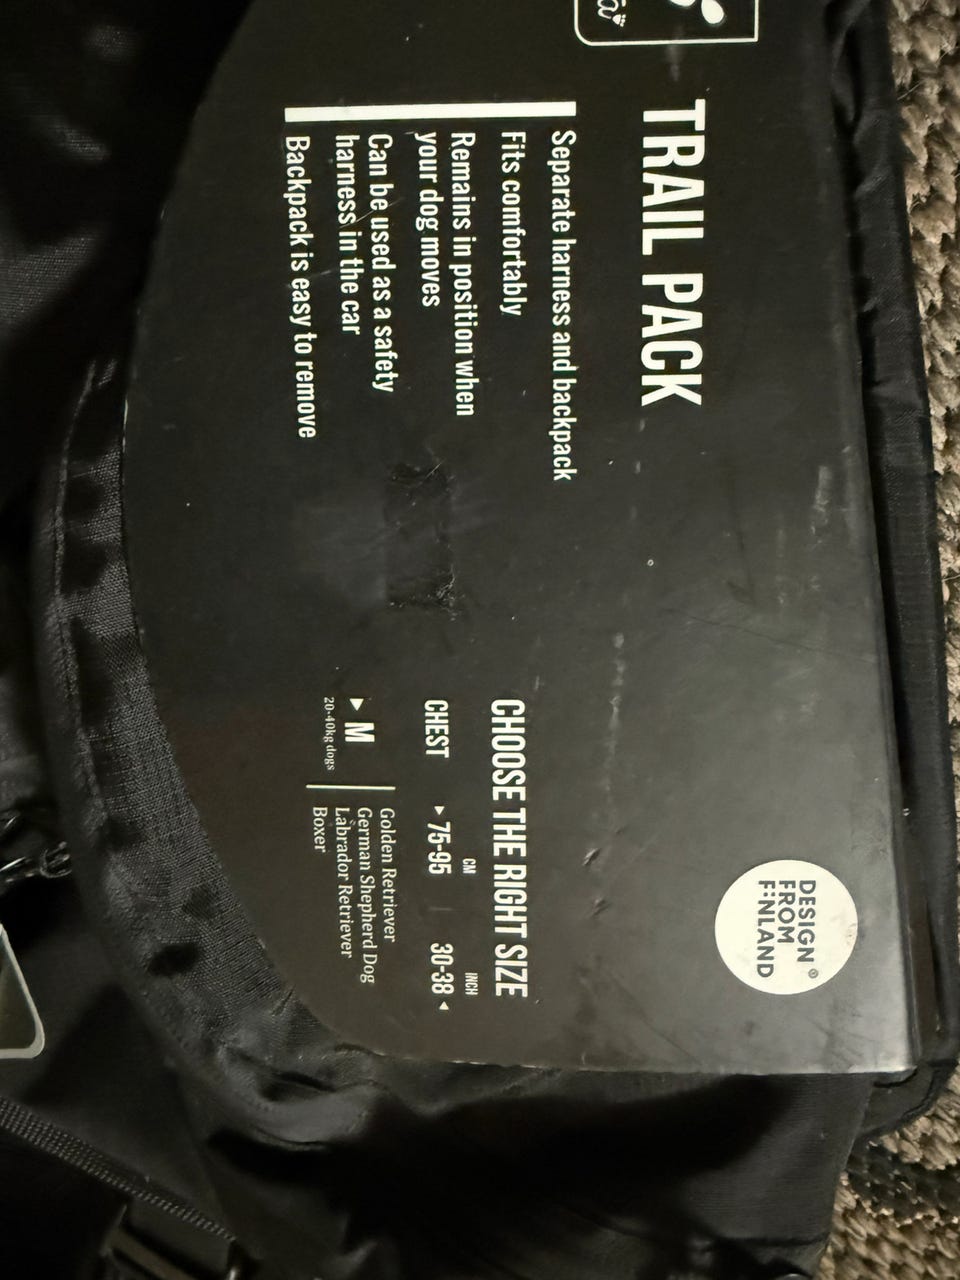 TRAIL PACK
Separate harness and backpack
Fits comfortably
Remains in position when
your dog moves
Can be used as a safety
harness in the car
Backpack is easy to remove
DESIGN
FROM
FINLAND ®
CHOOSE THE RIGHT SIZE
CM INCH
CHEST ▸ 75-95 | 30-38 ◂
▸ M
20-40kg dogs
Golden Retriever
German Shepherd Dog
Labrador Retriever
Boxer